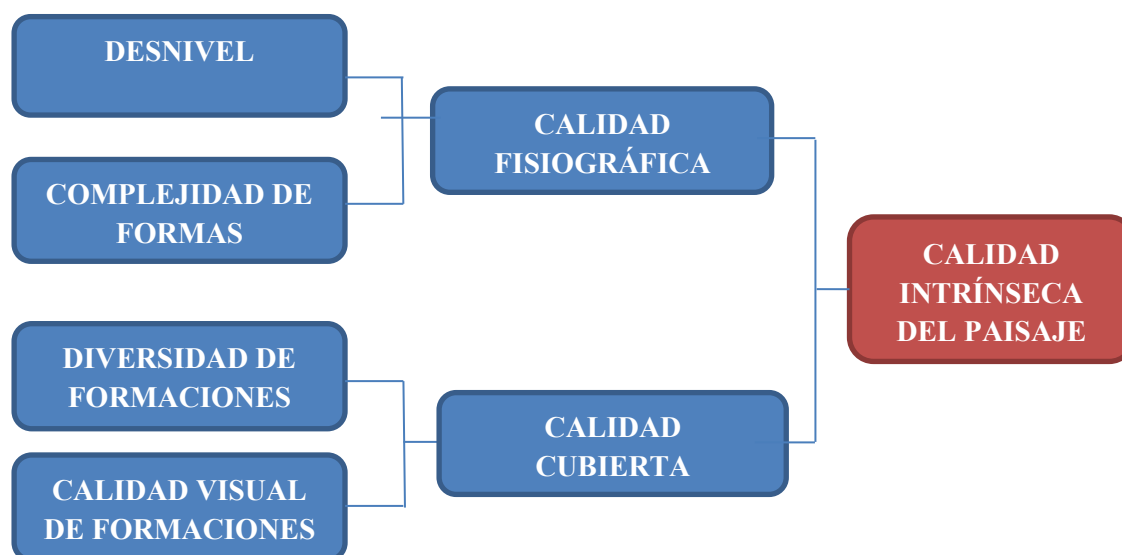 DESNIVEL
COMPLEJIDAD DE
FORMAS
CALIDAD
FISIOGRÁFICA
DIVERSIDAD DE
FORMACIONES
CALIDAD VISUAL
DE FORMACIONES
CALIDAD
CUBIERTA
CALIDAD
INTRÍNSECA
DEL PAISAJE